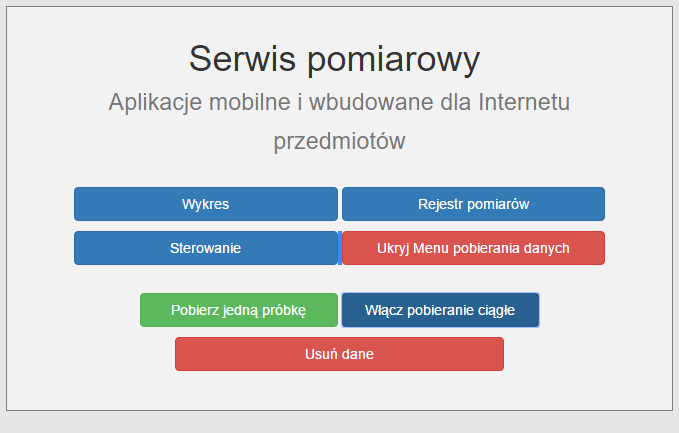 Serwis pomiarowy
Aplikacje mobilne i wbudowane dla Internetu
przedmiotów
Wykres
Rejestr pomiarów
Sterowanie
Ukryj Menu pobierania danych
Pobierz jedną próbkę
Włącz pobieranie ciągłe
Usuń dane